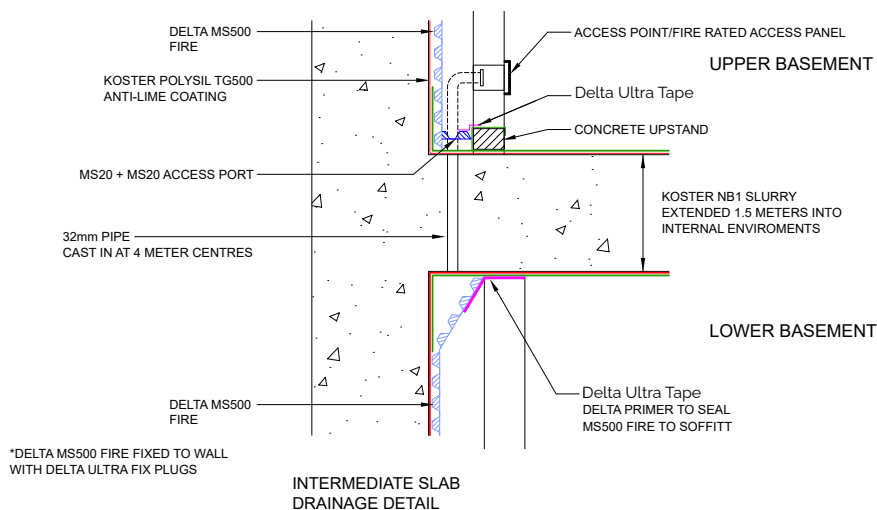 DELTA MS500
FIRE
ACCESS POINT/FIRE RATED ACCESS PANEL
UPPER BASEMENT
KOSTER POLYSIL TG500
ANTI-LIME COATING
Delta Ultra Tape
CONCRETE UPSTAND
MS20 + MS20 ACCESS PORT
KOSTER NB1 SLURRY
EXTENDED 1.5 METERS INTO
INTERNAL ENVIROMENTS
32mm PIPE
CAST IN AT 4 METER CENTRES
LOWER BASEMENT
Delta Ultra Tape
DELTA PRIMER TO SEAL
MS500 FIRE TO SOFFITT
DELTA MS500
FIRE
*DELTA MS500 FIRE FIXED TO WALL
WITH DELTA ULTRA FIX PLUGS
INTERMEDIATE SLAB
DRAINAGE DETAIL